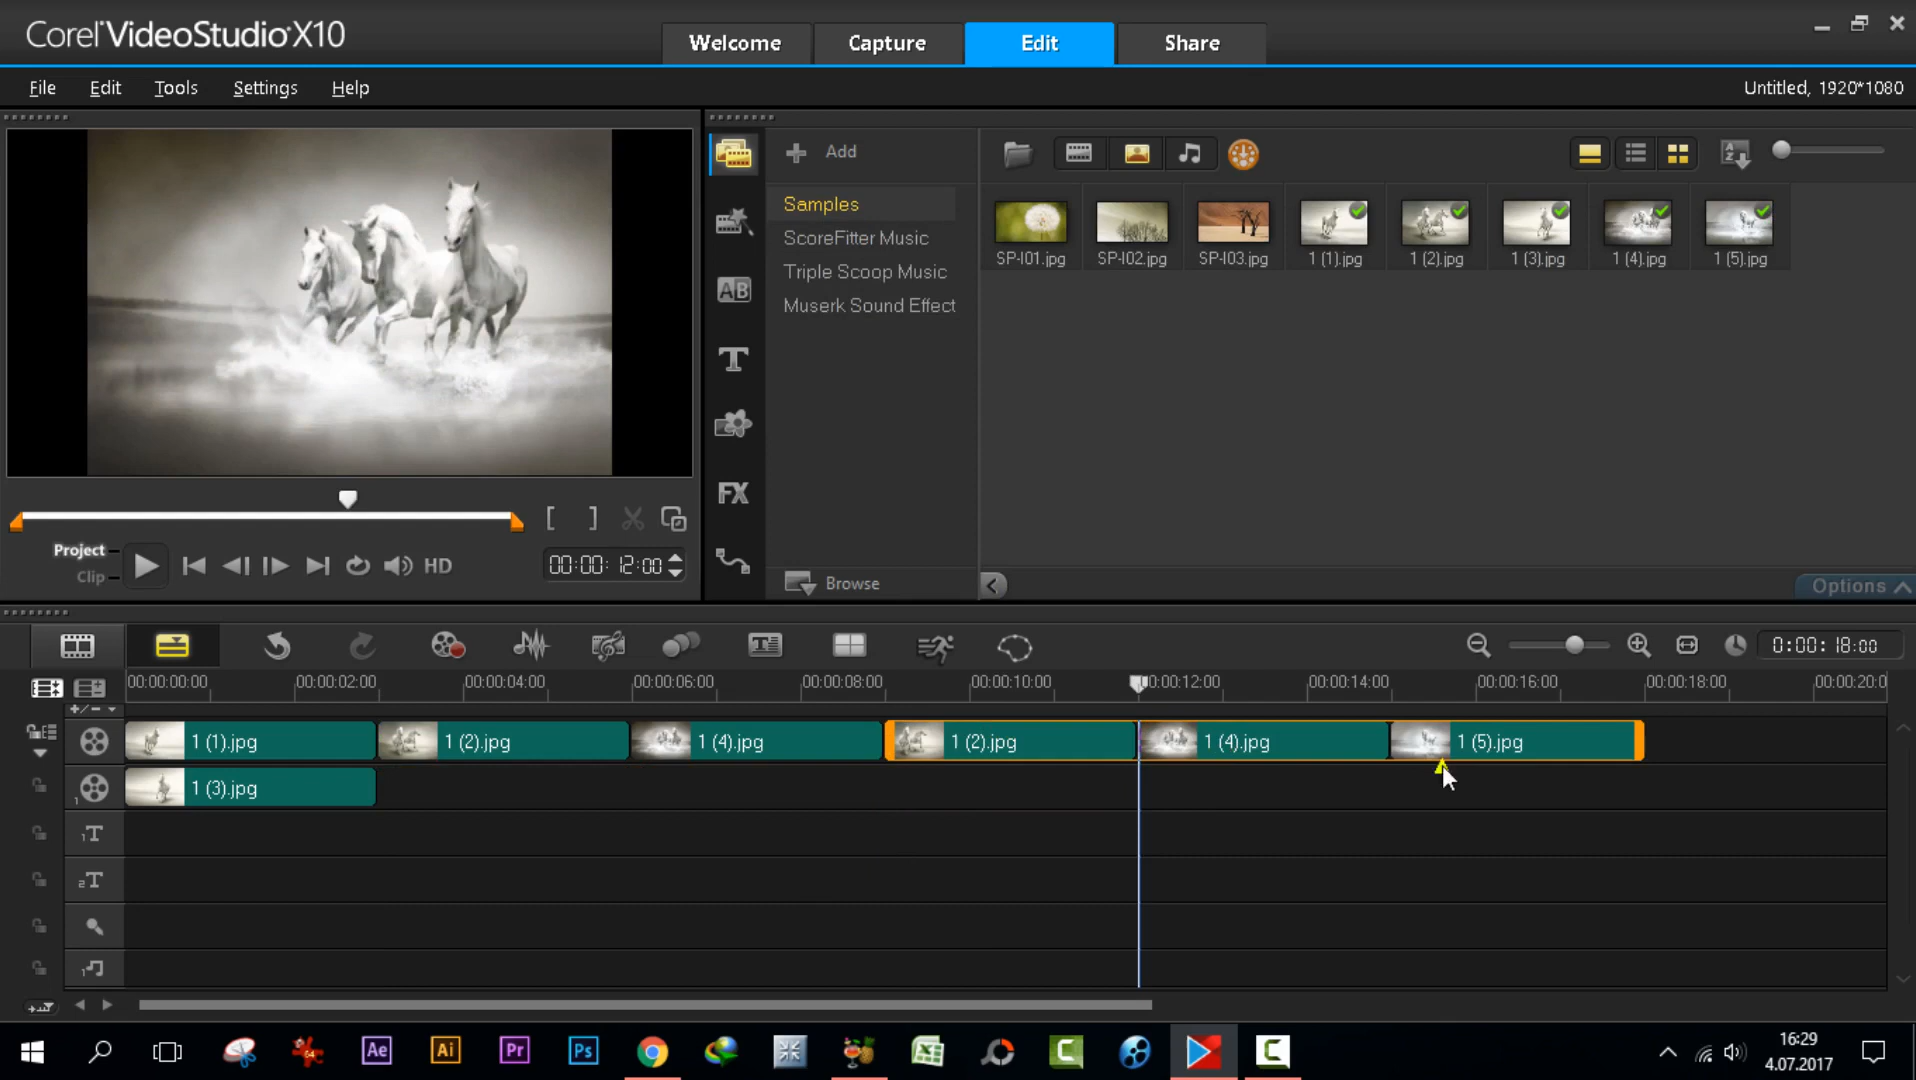 Corel VideoStudio X10
Welcome
Capture
Edit
Share
File
Edit
Tools
Settings
Help
Untitled, 1920*1080
Add
Samples
ScoreFitter Music
Triple Scoop Music
Muserk Sound Effect
SP-I01.jpg
SP-I02.jpg
SP-I03.jpg
1 (1).jpg
1 (2).jpg
1 (3).jpg
1 (4).jpg
1 (5).jpg
AB
T
FX
Browse
Options
Project
Clip
HD
00:00:12:00
0:00:18:00
00:00:00:00
00:00:02:00
00:00:04:00
00:00:06:00
00:00:08:00
00:00:10:00
00:00:12:00
00:00:14:00
00:00:16:00
00:00:18:00
00:00:20:0
1 (1).jpg
1 (2).jpg
1 (4).jpg
1 (2).jpg
1 (4).jpg
1 (5).jpg
1
1 (3).jpg
1T
2T
1
Ae
Ai
Pr
Ps
16:29
4.07.2017